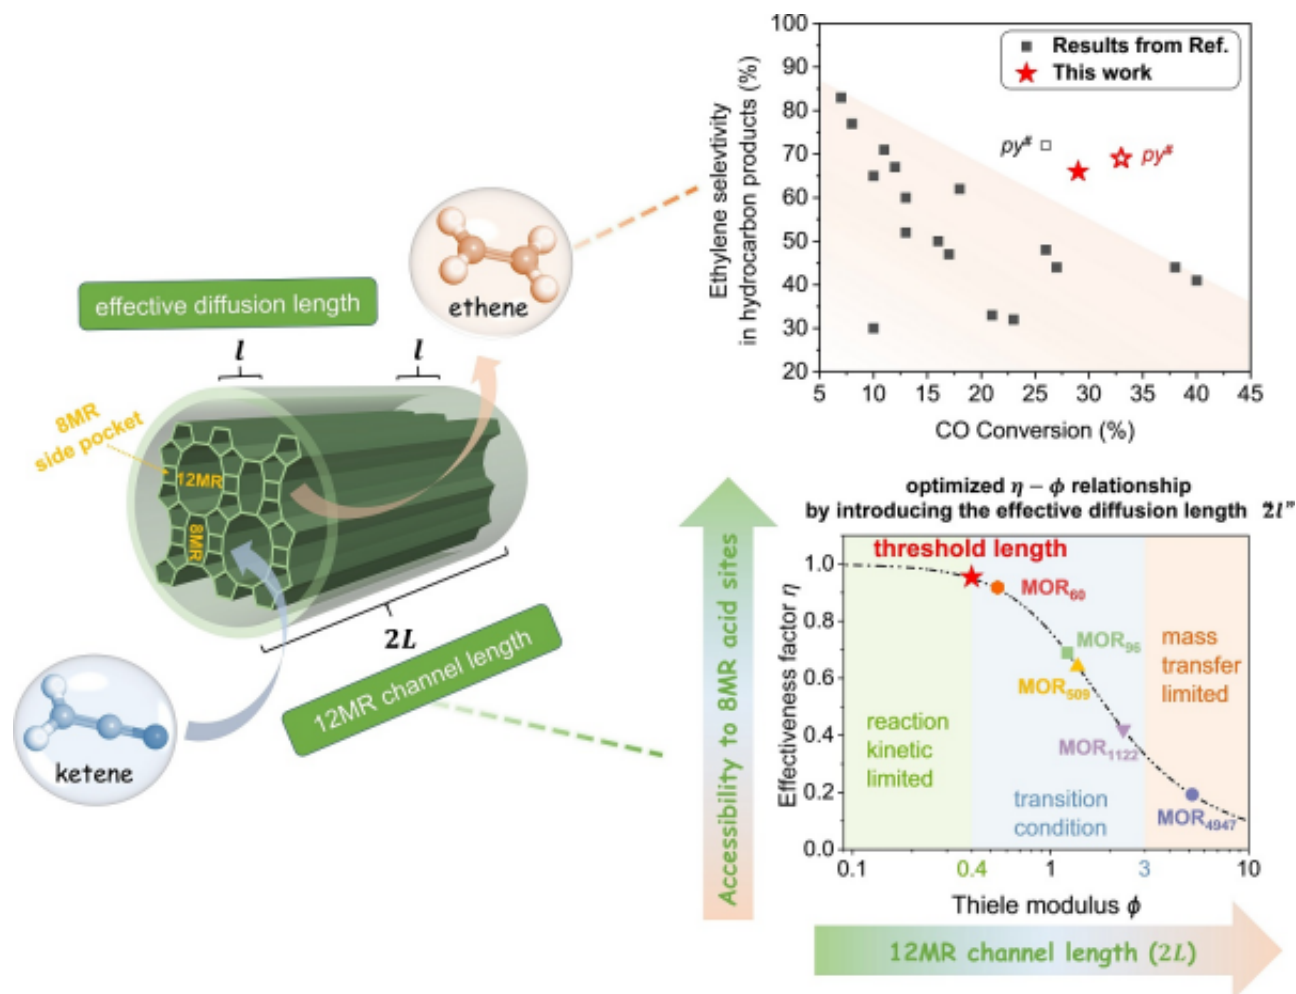 effective diffusion length
ethene
l
l
8MR
side pocket
12MR
8MR
2L
12MR channel length
ketene
100
90
80
70
60
50
40
30
20
Ethylene selevtivity
in hydrocarbon products (%)
Results from Ref.
This work
py#
py#
5
10
15
20
25
30
35
40
45
CO Conversion (%)
Accessibility to 8MR acid sites
optimized η − ϕ relationship
by introducing the effective diffusion length "2l"
threshold length
1.0
0.8
0.6
0.4
0.2
0.0
Effectiveness factor η
MOR60
MOR96
MOR509
MOR1122
MOR4947
reaction
kinetic
limited
transition
condition
mass
transfer
limited
0.1
0.4
1
3
10
Thiele modulus ϕ
12MR channel length (2L)